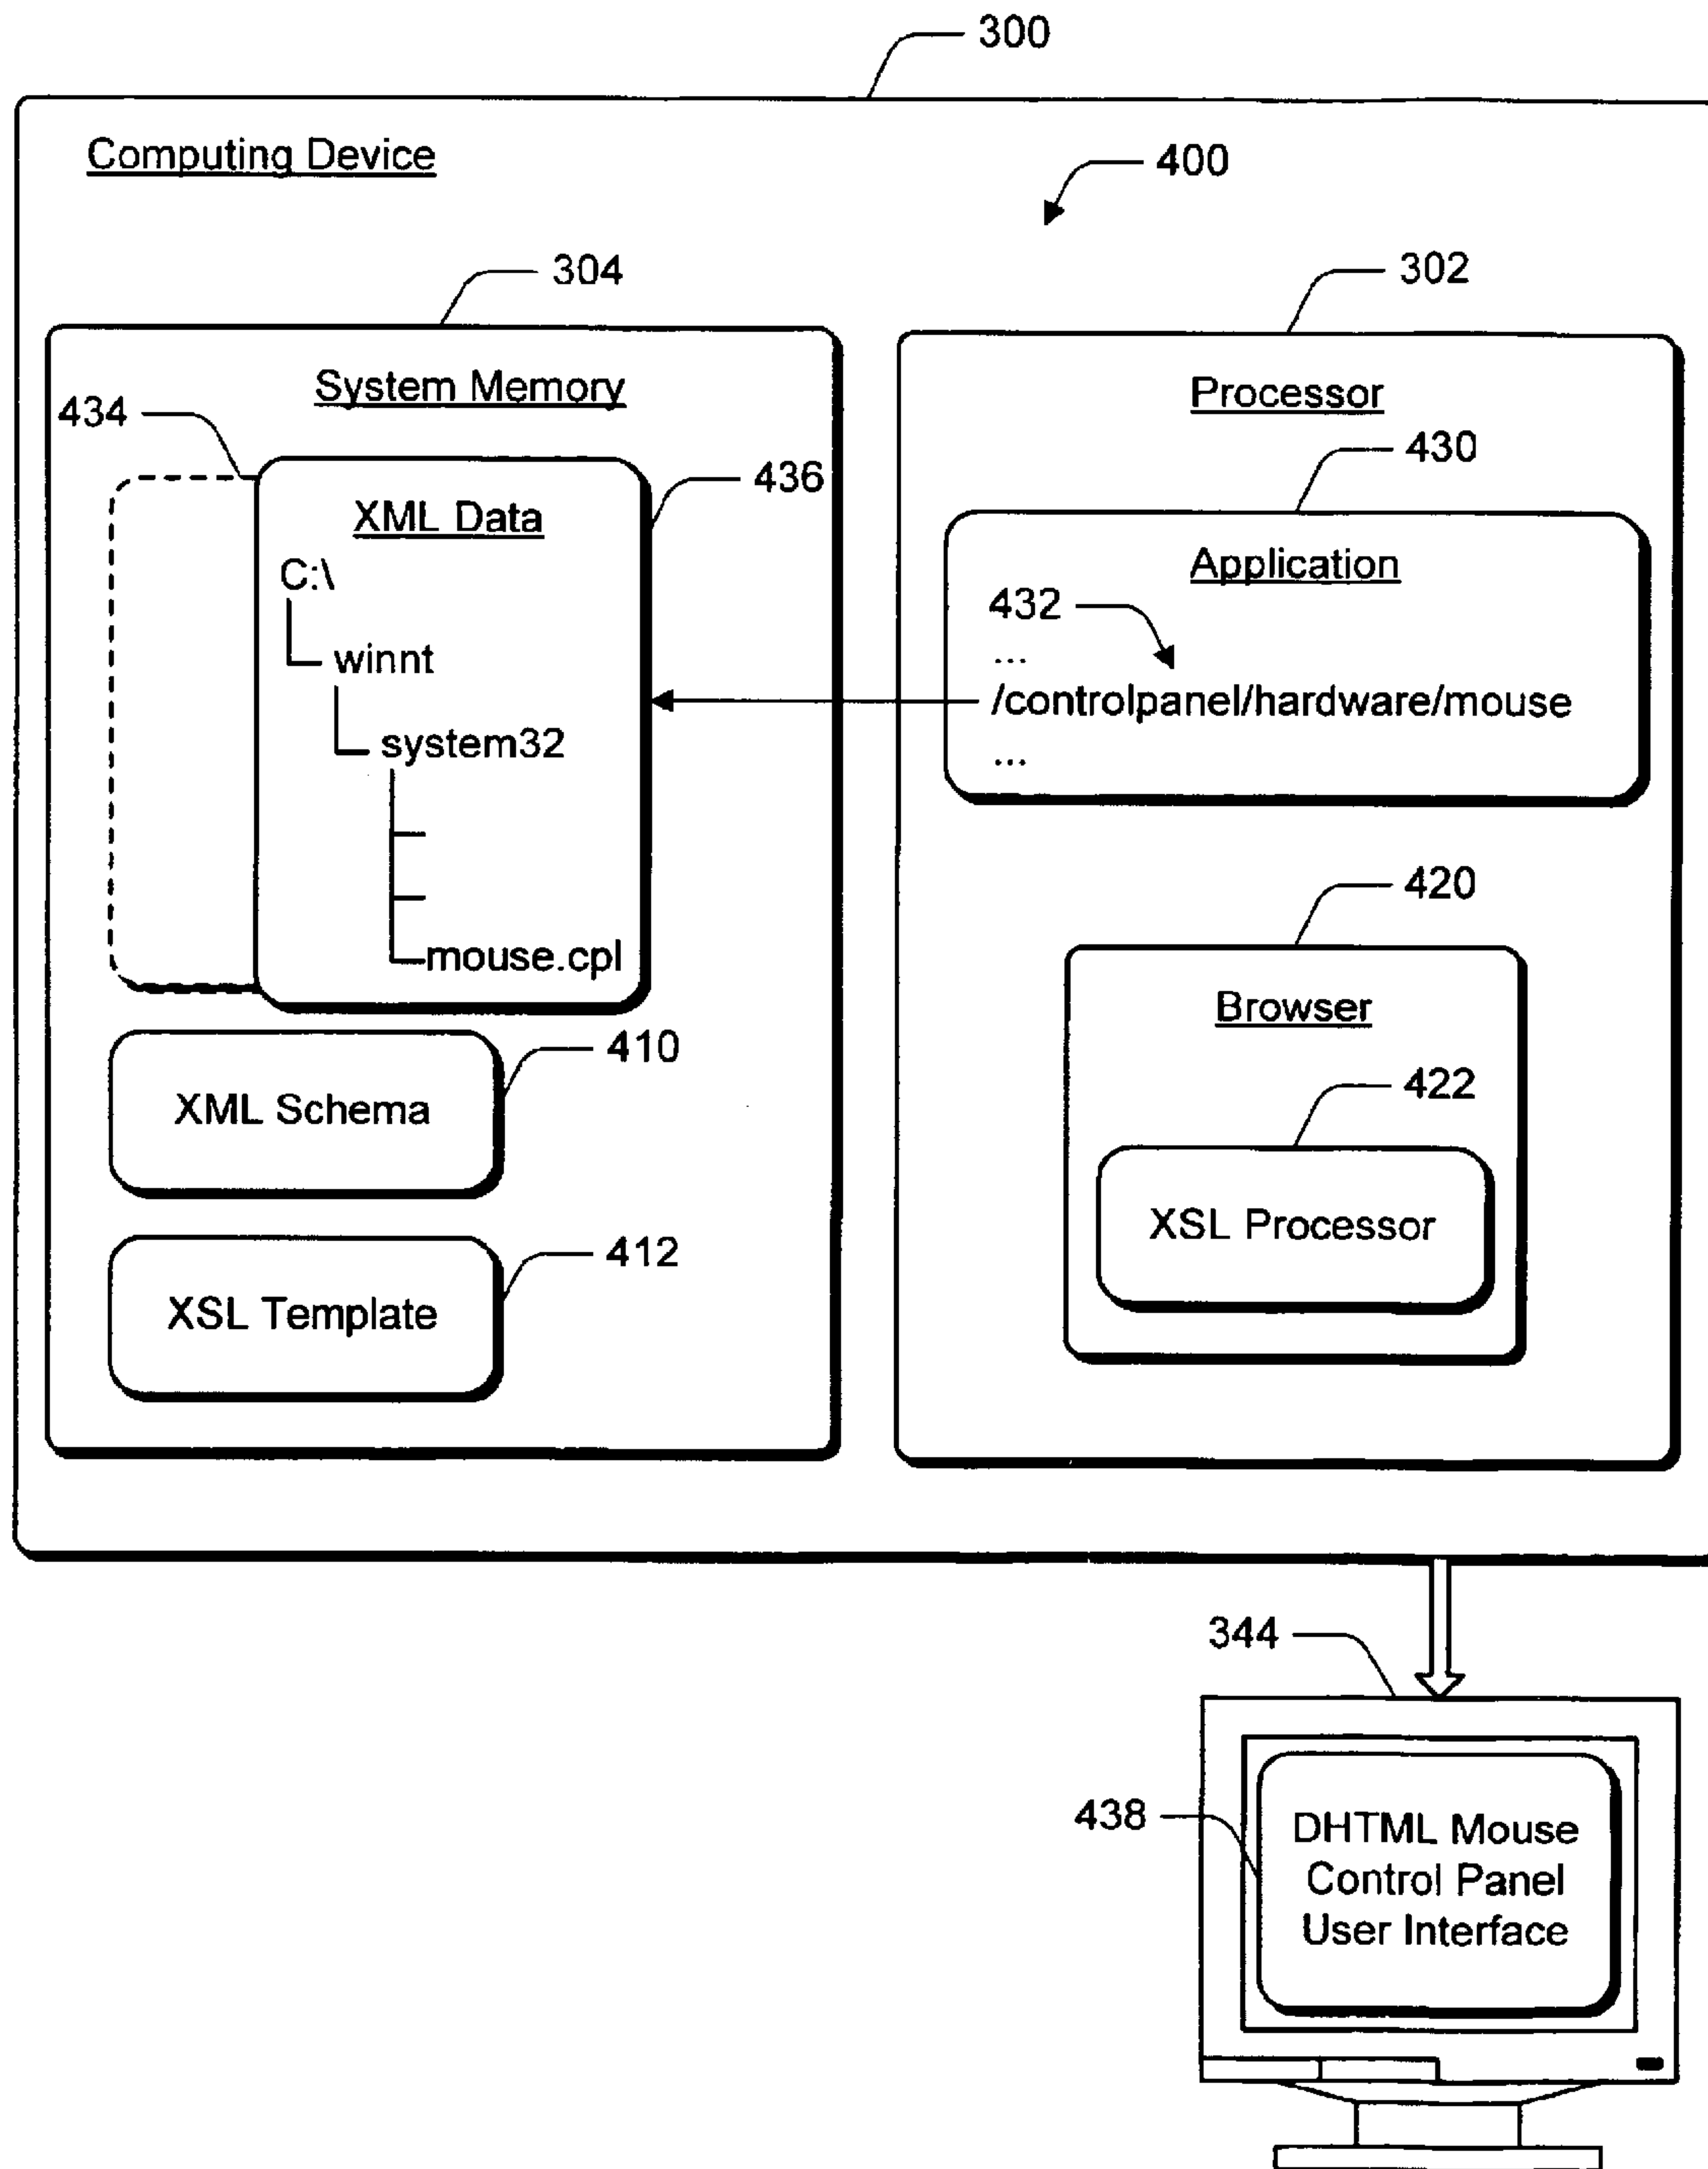 300
Computing Device
400
304
302
System Memory
Processor
434
430
436
XML Data
Application
C:\
432
winnt
...
/controlpanel/hardware/mouse
system32
...
420
mouse.cpl
Browser
410
422
XML Schema
XSL Processor
412
XSL Template
344
438
DHTML Mouse
Control Panel
User Interface